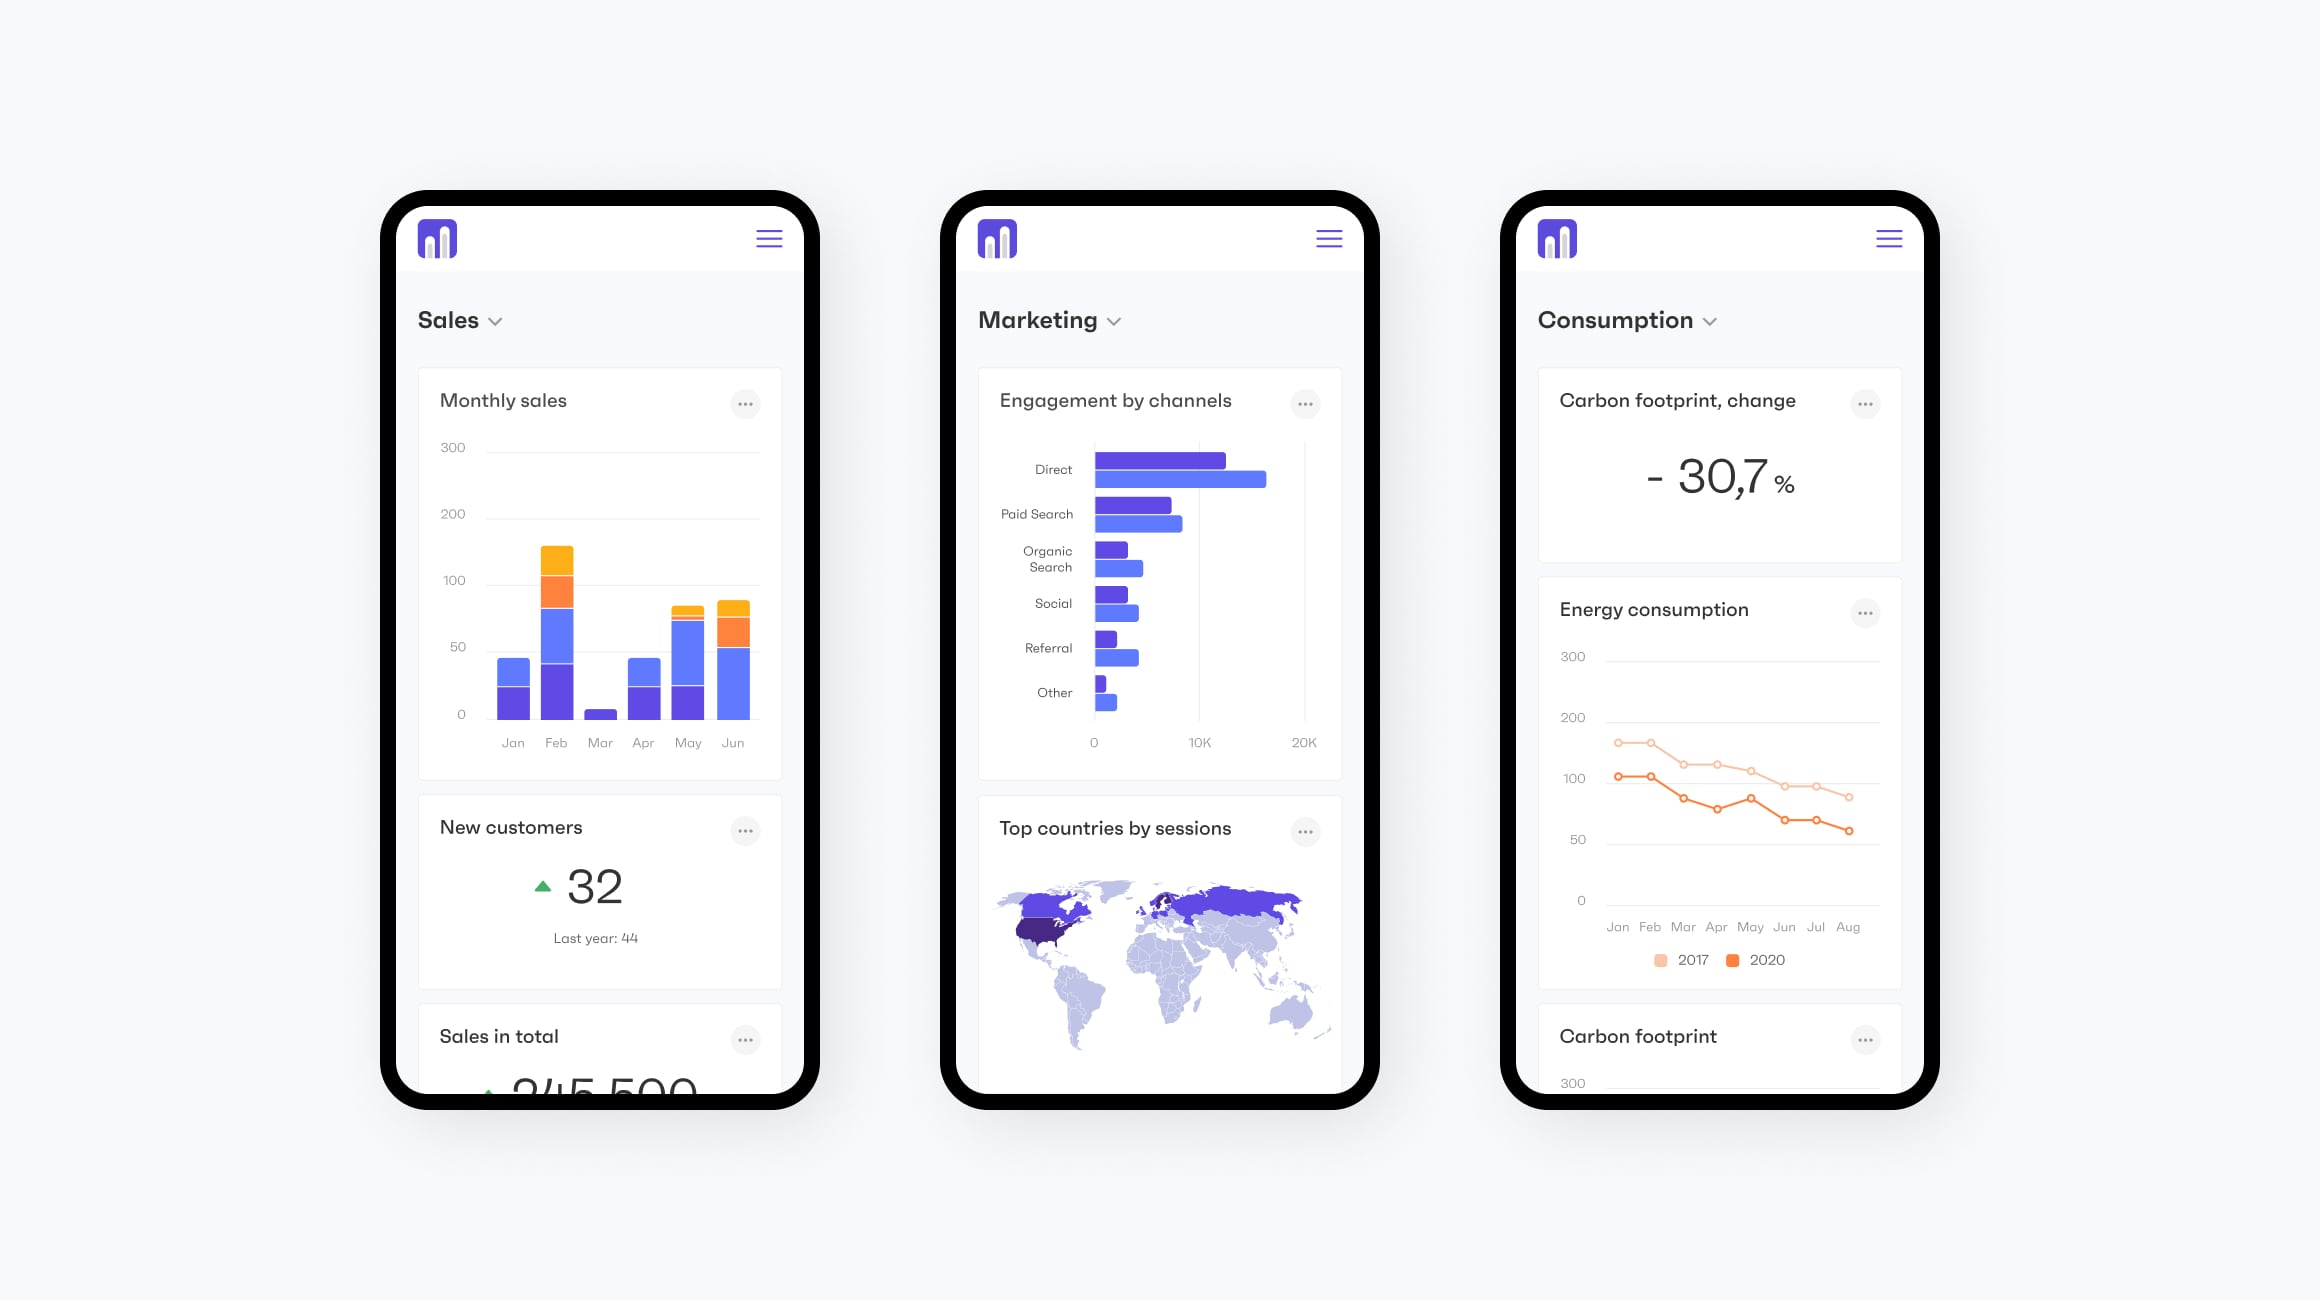 Sales
Monthly sales
300
200
100
50
0
Jan Feb Mar Apr May Jun
New customers
32
Last year: 44
Sales in total
245 500
Marketing
Engagement by channels
Direct
Paid Search
Organic
Search
Social
Referral
Other
0 10K 20K
Top countries by sessions
Consumption
Carbon footprint, change
- 30,7 %
Energy consumption
300
200
100
50
0
Jan Feb Mar Apr May Jun Jul Aug
2017 2020
Carbon footprint
300